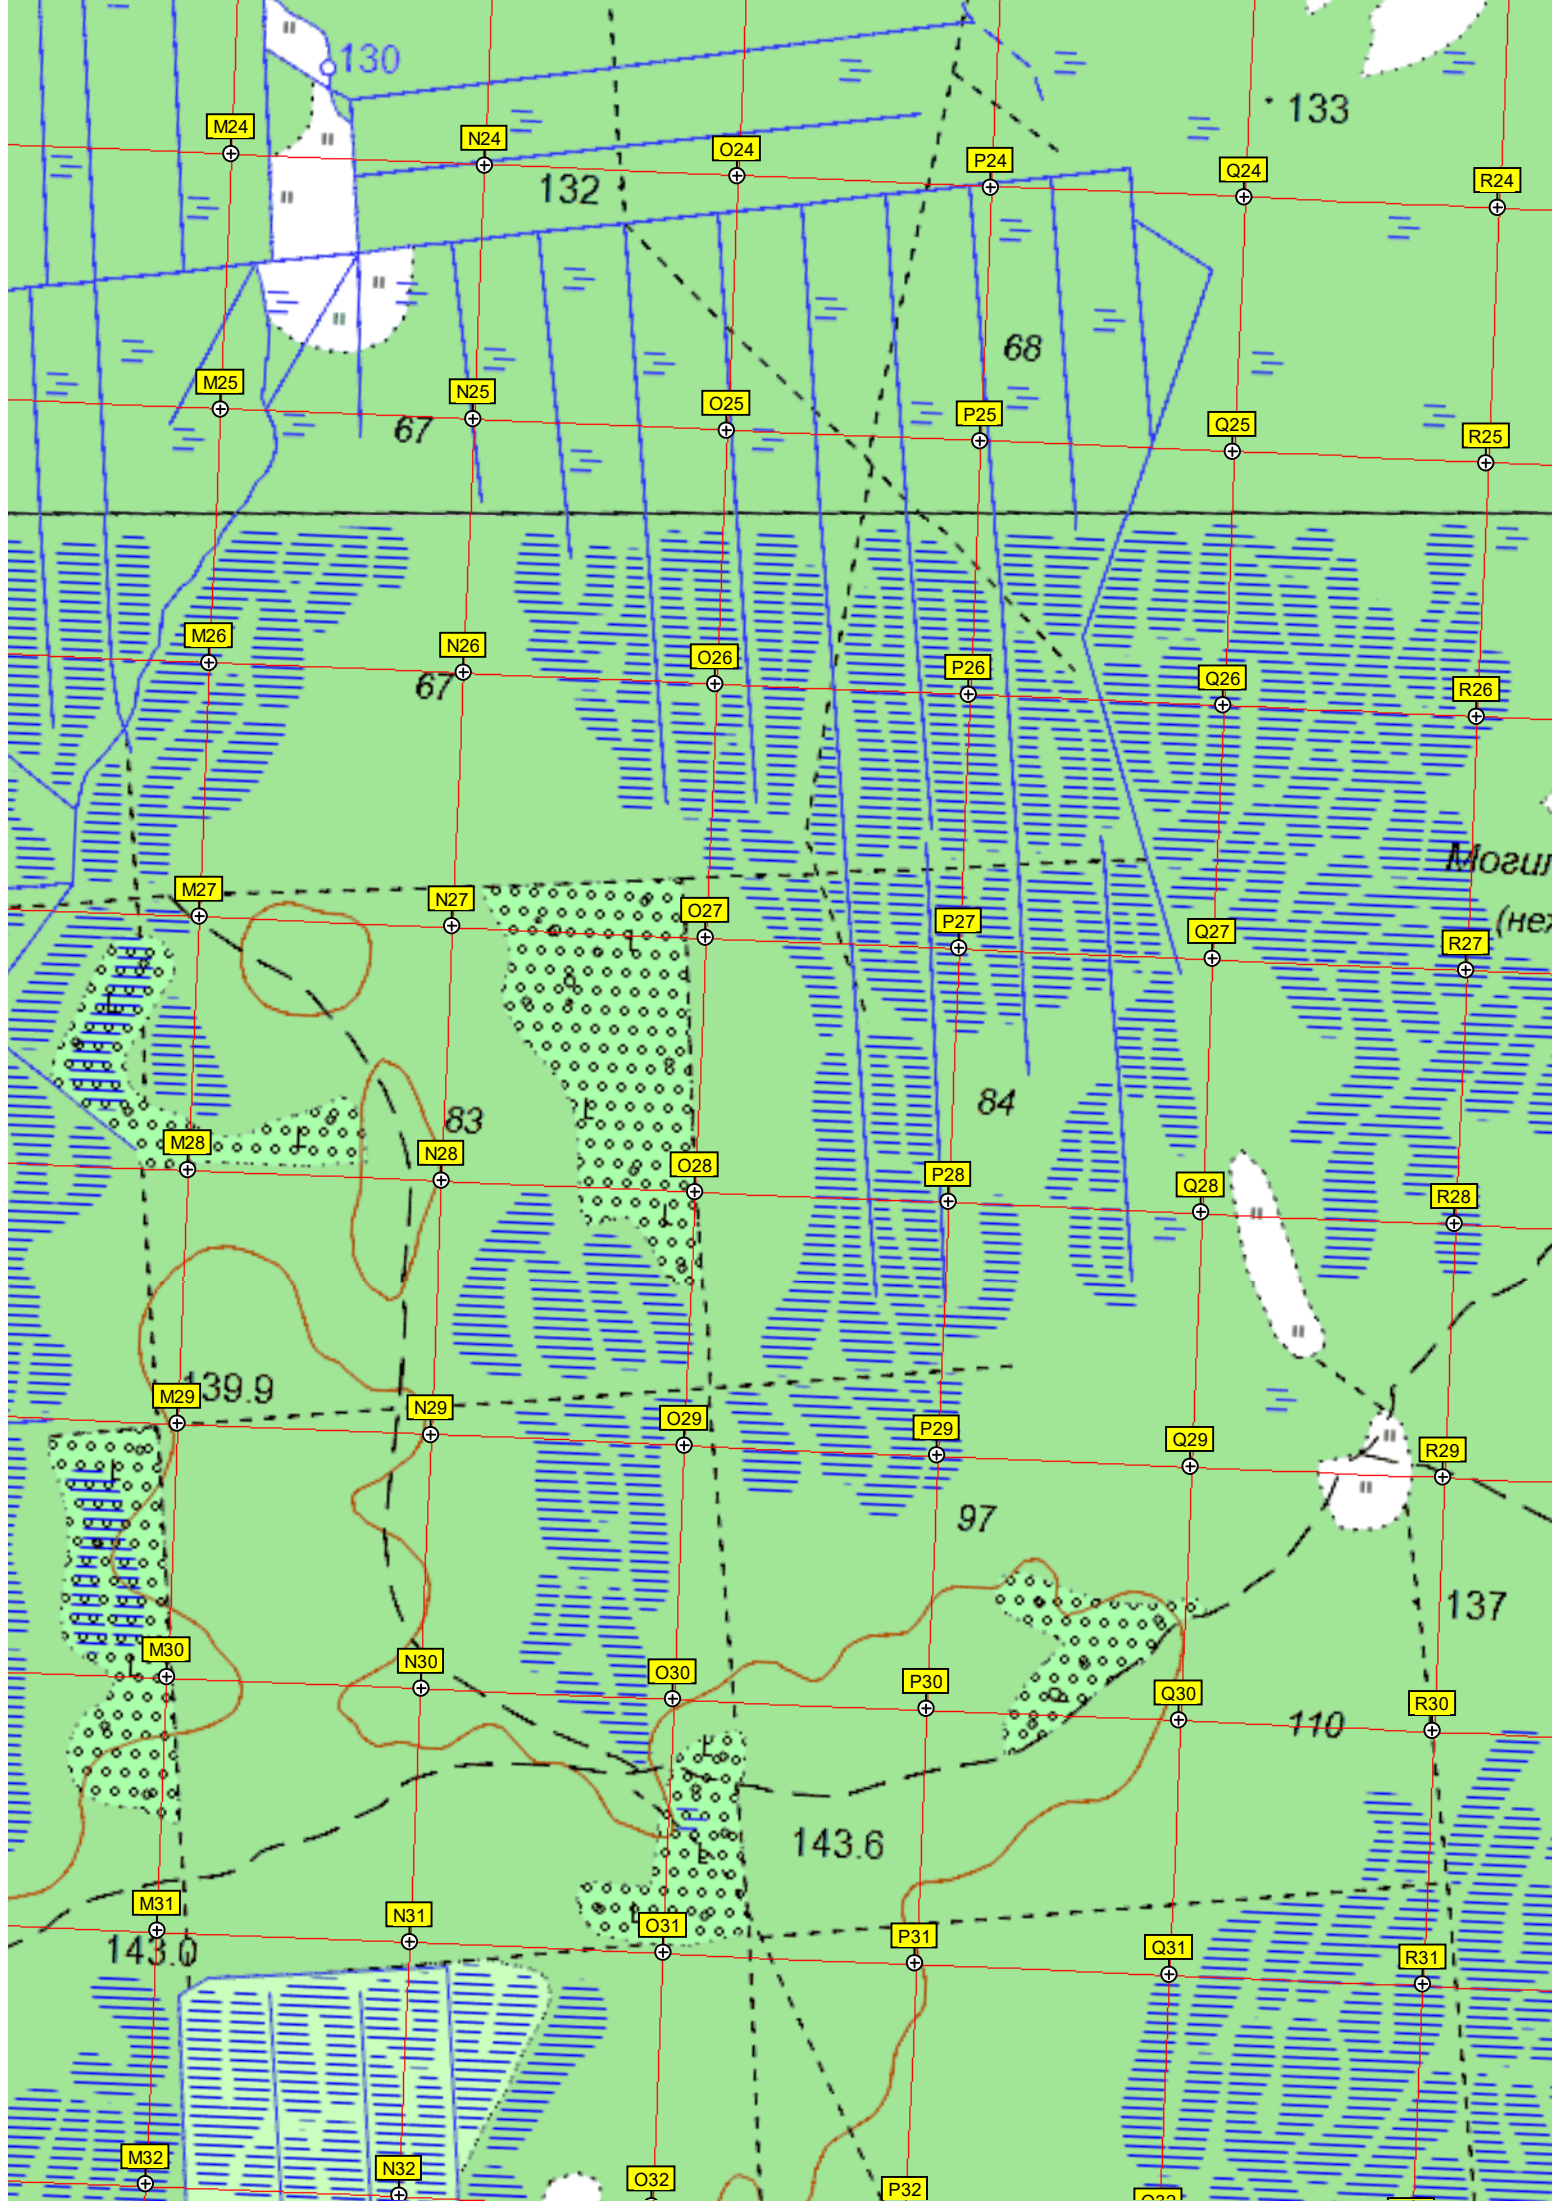 130
133
M24 N24 O24 P24 Q24 R24
132
68
M25 N25 O25 P25 Q25 R25
67
M26 N26 O26 P26 Q26 R26
67
Могил
(неж
M27 N27 O27 P27 Q27 R27
84
83
M28 N28 O28 P28 Q28 R28
139.9
M29 N29 O29 P29 Q29 R29
97
137
M30 N30 O30 P30 Q30 R30
110
143.6
M31 N31 O31 P31 Q31 R31
143.0
M32 N32 O32 P32